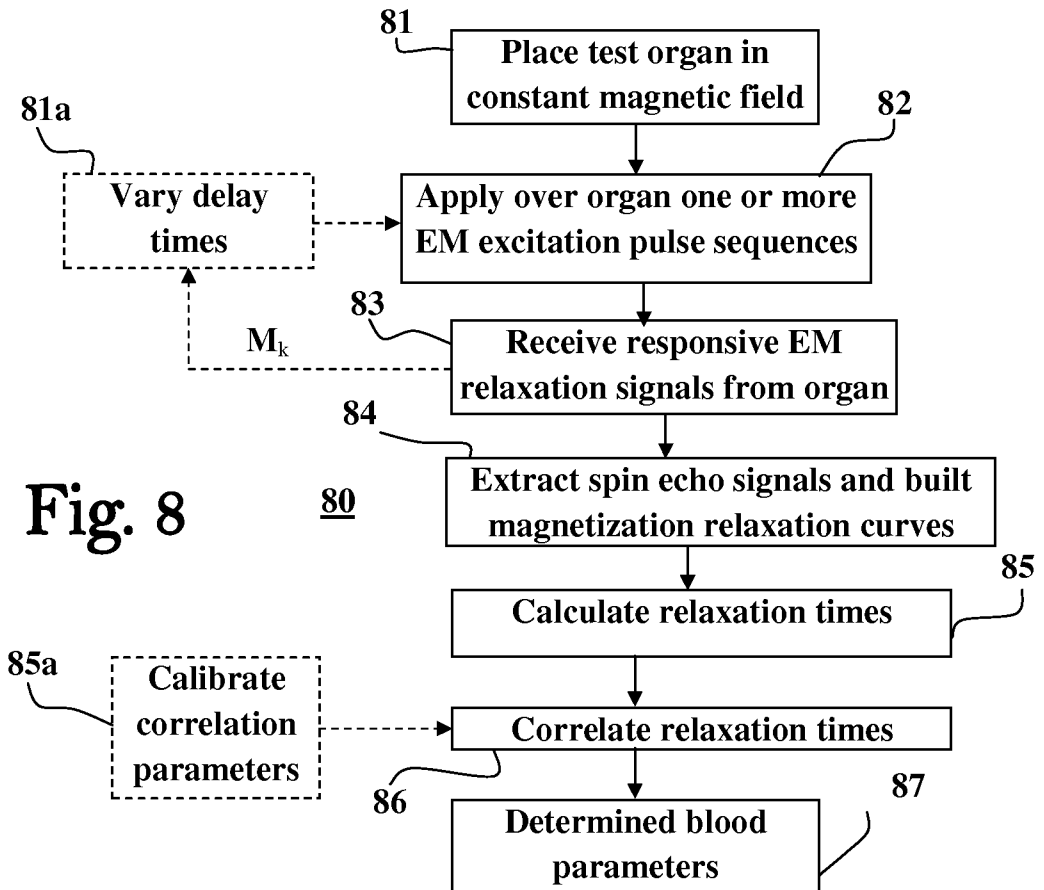 81
Place test organ in
constant magnetic field
81a
82
Vary delay
times
Apply over organ one or more
EM excitation pulse sequences
83
M_k
Receive responsive EM
relaxation signals from organ
84
Extract spin echo signals and built
magnetization relaxation curves
Fig. 8
80
85
Calculate relaxation times
85a
Calibrate
correlation
parameters
Correlate relaxation times
86
87
Determined blood
parameters